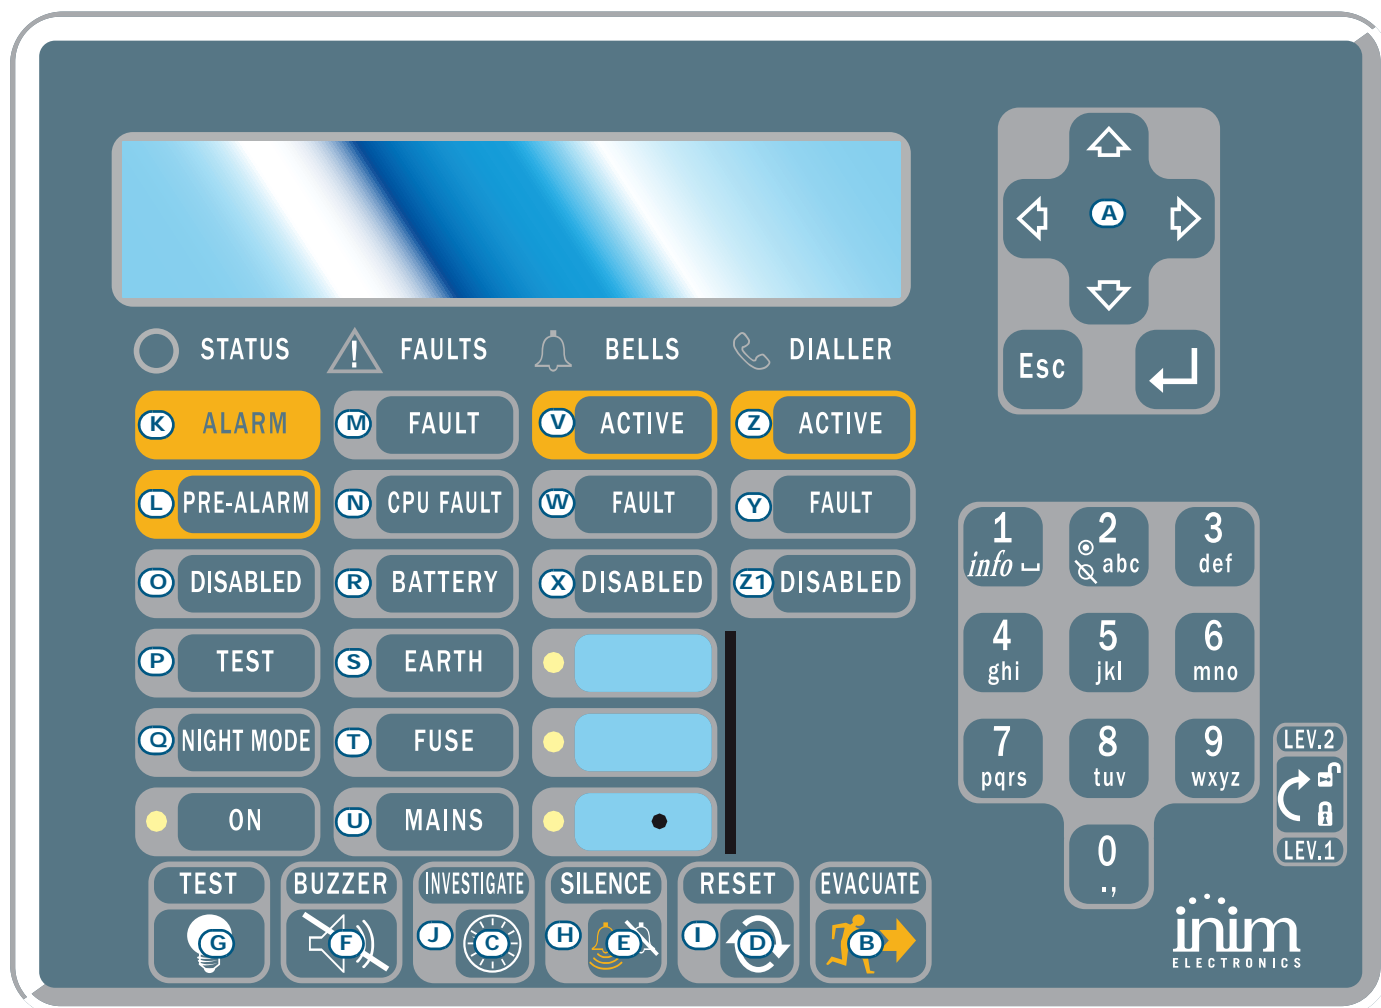 A
STATUS FAULTS BELLS DIALLER
Esc
K ALARM M FAULT V ACTIVE Z ACTIVE
L PRE-ALARM N CPU FAULT W FAULT Y FAULT
O DISABLED R BATTERY X DISABLED Z1 DISABLED
P TEST S EARTH
Q NIGHT MODE T FUSE
ON U MAINS
1 2 3
info abc def
4 5 6
ghi jkl mno
7 8 9
pqrs tuv wxyz
0
.,
LEV.2
LEV.1
TEST BUZZER INVESTIGATE SILENCE RESET EVACUATE
G F J C H E I D B
inim
ELECTRONICS